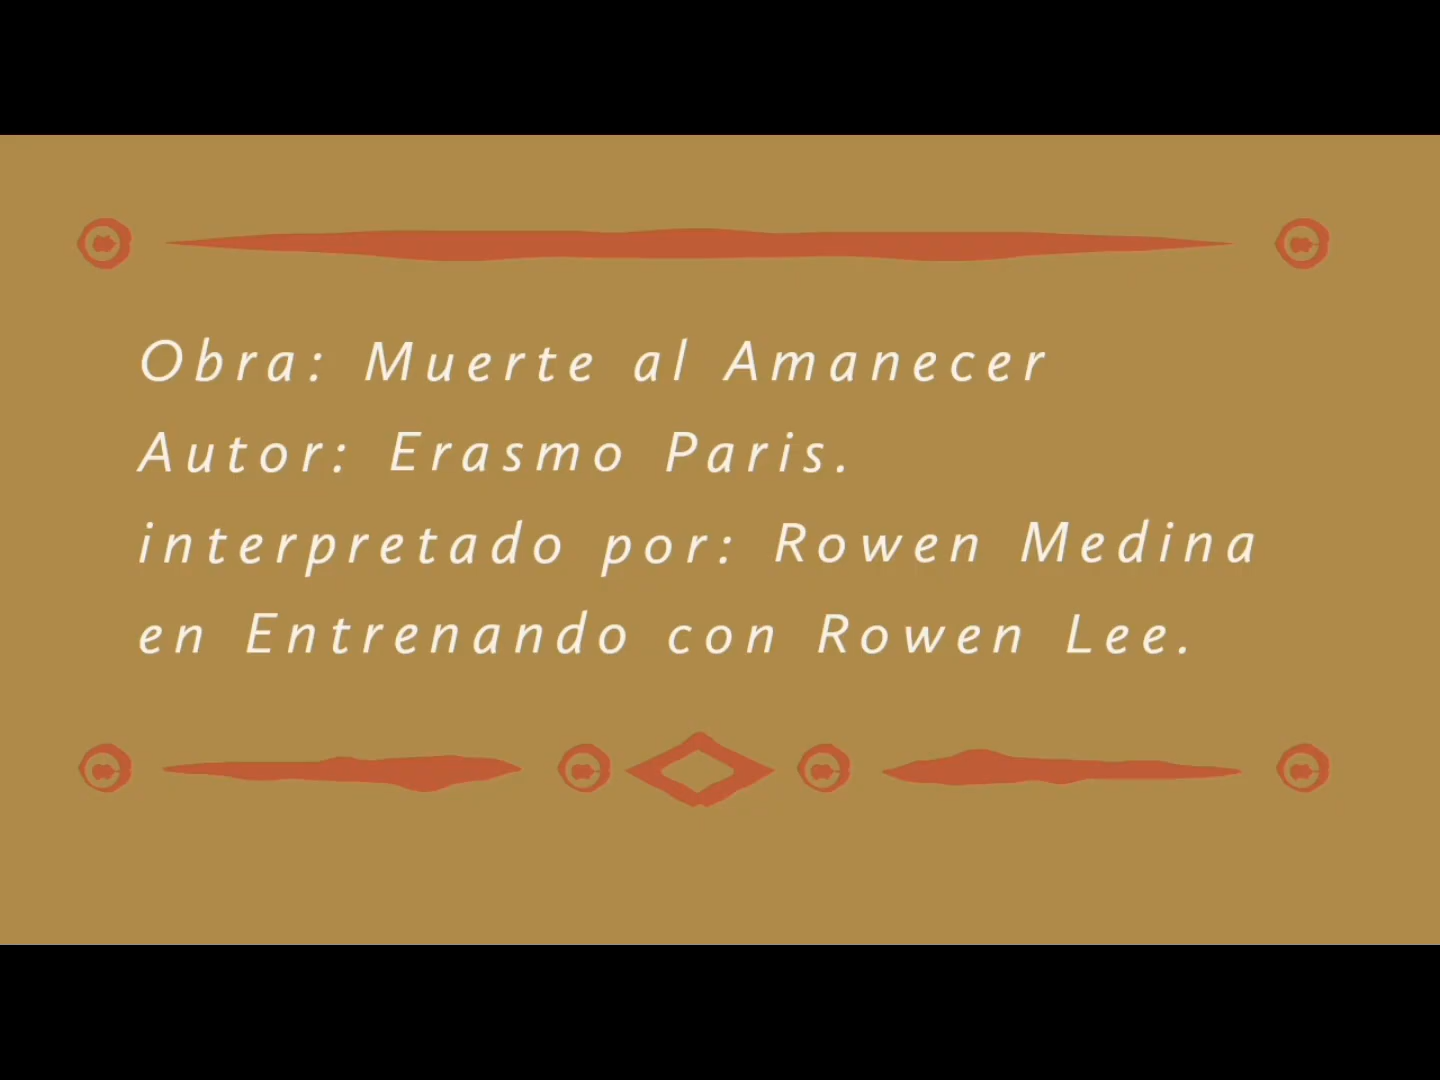 Obra: Muerte al Amanecer
Autor: Erasmo Paris.
interpretado por: Rowen Medina
en Entrenando con Rowen Lee.